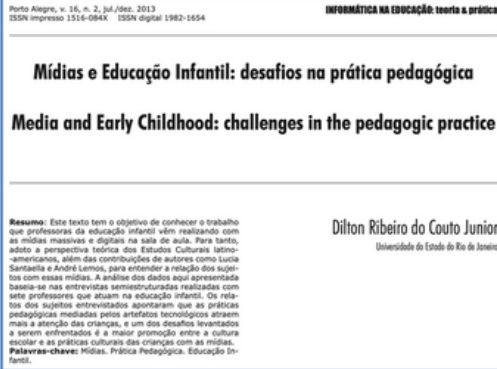 Porto Alegre, v. 16, n. 2, jul./dez. 2013
ISSN impresso 1516-084X ISSN digital 1982-1654
INFORMÁTICA NA EDUCAÇÃO: teoria & prática
Mídias e Educação Infantil: desafios na prática pedagógica
Media and Early Childhood: challenges in the pedagogic practice
Resumo: Este texto tem o objetivo de conhecer o trabalho
que professoras da educação infantil vêm realizando com
as mídias massivas e digitais na sala de aula. Para tanto,
adoto a perspectiva teórica dos Estudos Culturais latino-
-americanos, além das contribuições de autores como Lucia
Santaella e André Lemos, para entender a relação dos sujei-
tos com essas mídias. A análise dos dados aqui apresentada
baseia-se nas entrevistas semiestruturadas realizadas com
sete professores que atuam na educação infantil. Os rela-
tos dos sujeitos entrevistados apontaram que as práticas
pedagógicas mediadas pelos artefatos tecnológicos atraem
mais a atenção das crianças, e um dos desafios levantados
a serem enfrentados é a maior promoção entre a cultura
escolar e as práticas culturais das crianças com as mídias.
Palavras-chave: Mídias. Prática Pedagógica. Educação In-
fantil.
Dilton Ribeiro do Couto Junior
Universidade do Estado do Rio de Janeiro